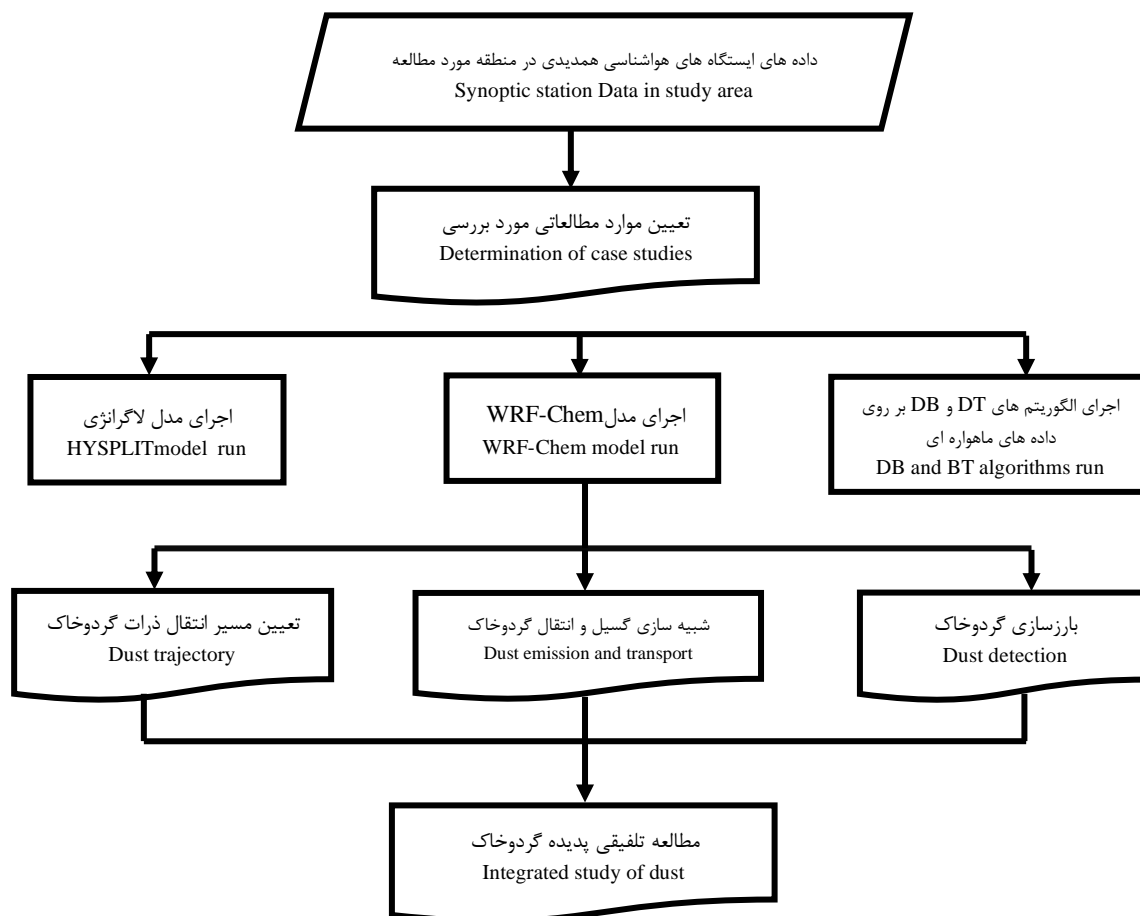 داده های ایستگاه های هواشناسی همدیدی در منطقه مورد مطالعه
Synoptic station Data in study area
تعیین موارد مطالعاتی مورد بررسی
Determination of case studies
اجرای مدل لاگرانژی
HYSPLITmodel run
اجرای مدلWRF-Chem
WRF-Chem model run
اجرای الگوریتم های DT و DB بر روی
داده های ماهواره ای
DB and BT algorithms run
تعیین مسیر انتقال ذرات گردوخاک
Dust trajectory
شبیه سازی گسیل و انتقال گردوخاک
Dust emission and transport
بارزسازی گردوخاک
Dust detection
مطالعه تلفیقی پدیده گردوخاک
Integrated study of dust